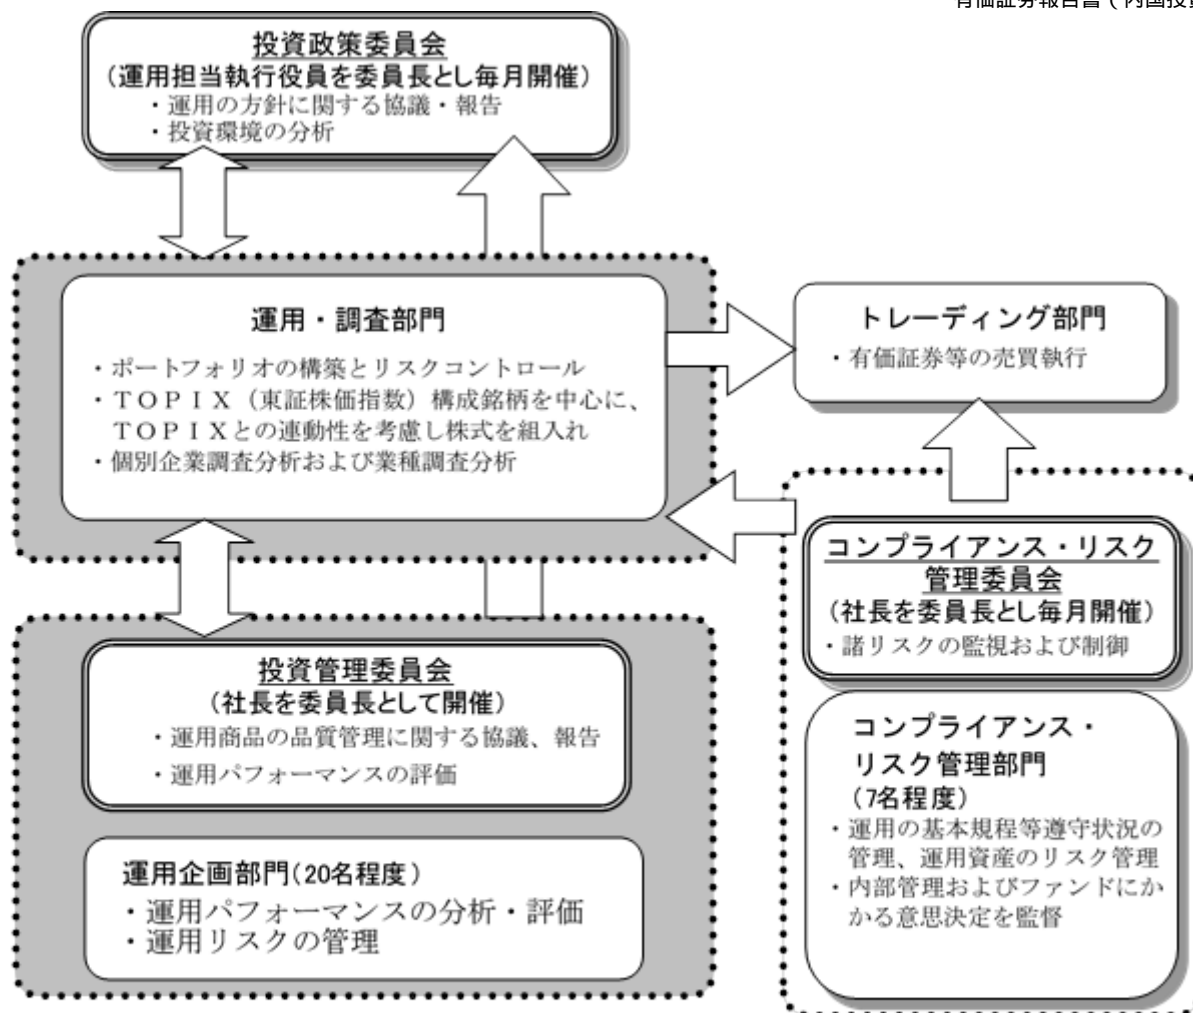 有価証券報告書（内国投資
投資政策委員会
（運用担当執行役員を委員長とし毎月開催）
・運用の方針に関する協議・報告
・投資環境の分析
運用・調査部門
・ポートフォリオの構築とリスクコントロール
・ＴＯＰＩＸ（東証株価指数）構成銘柄を中心に、
ＴＯＰＩＸとの連動性を考慮し株式を組入れ
・個別企業調査分析および業種調査分析
トレーディング部門
・有価証券等の売買執行
コンプライアンス・リスク
管理委員会
（社長を委員長とし毎月開催）
・諸リスクの監視および制御
投資管理委員会
（社長を委員長として開催）
・運用商品の品質管理に関する協議、報告
・運用パフォーマンスの評価
運用企画部門（20名程度）
・運用パフォーマンスの分析・評価
・運用リスクの管理
コンプライアンス・
リスク管理部門
（7名程度）
・運用の基本規程等遵守状況の
管理、運用資産のリスク管理
・内部管理およびファンドにか
かる意思決定を監督